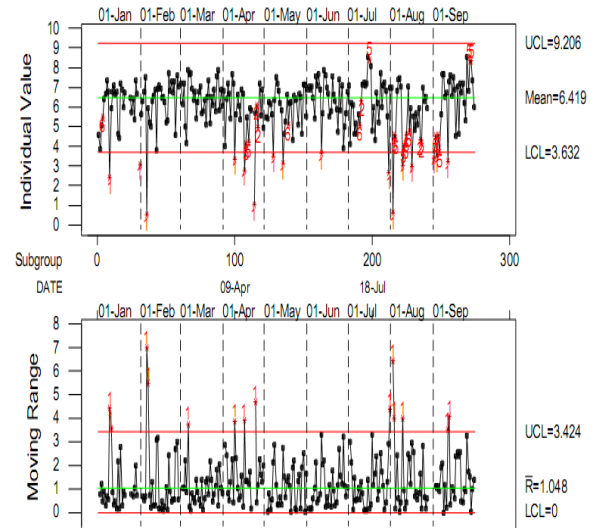 01-Jan 01-Feb 01-Mar 01-Apr 01-May 01-Jun 01-Jul 01-Aug 01-Sep
10
9
8
7
6
5
4
3
2
1
0
Individual Value
UCL=9.206
Mean=6.419
LCL=3.632
Subgroup 0 100 200 300
DATE 09-Apr 18-Jul
01-Jan 01-Feb 01-Mar 01-Apr 01-May 01-Jun 01-Jul 01-Aug 01-Sep
8
7
6
5
4
3
2
1
0
Moving Range
UCL=3.424
R̅=1.048
LCL=0